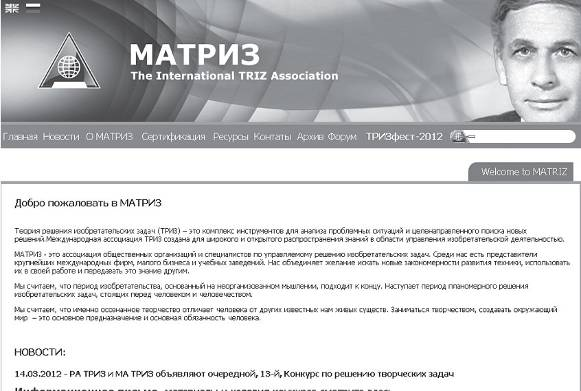 МАТРИЗ
The International TRIZ Association
Главная Новости О МАТРИЗ Сертификация Ресурсы Контакты Архив Форум ТРИЗфест-2012
Welcome to MATRIZ
Добро пожаловать в МАТРИЗ
Теория решения изобретательских задач (ТРИЗ) – это комплекс инструментов для анализа проблемных ситуаций и целенаправленного поиска новых
решений.Международная ассоциация ТРИЗ создана для широкого и открытого распространения знаний в области управления изобретательской деятельностью.
МАТРИЗ - это ассоциация общественных организаций и специалистов по управляемому решению изобретательских задач. Среди нас есть представители
крупнейших международных фирм, малого бизнеса и учебных заведений. Нас объединяет желание искать новые закономерности развития техники, использовать
их в своей работе и передавать это знание другим.
Мы считаем, что период изобретательства, основанный на неорганизованном мышлении, подходит к концу. Наступает период планомерного решения
изобретательских задач, стоящих перед человеком и человечеством.
Мы считаем, что именно осознанное творчество отличает человека от других известных нам живых существ. Заниматься творчеством, создавать окружающий
мир – это основное предназначение и основная обязанность человека.
НОВОСТИ:
14.03.2012 - РА ТРИЗ и МА ТРИЗ объявляют очередной, 13-й, Конкурс по решению творческих задач